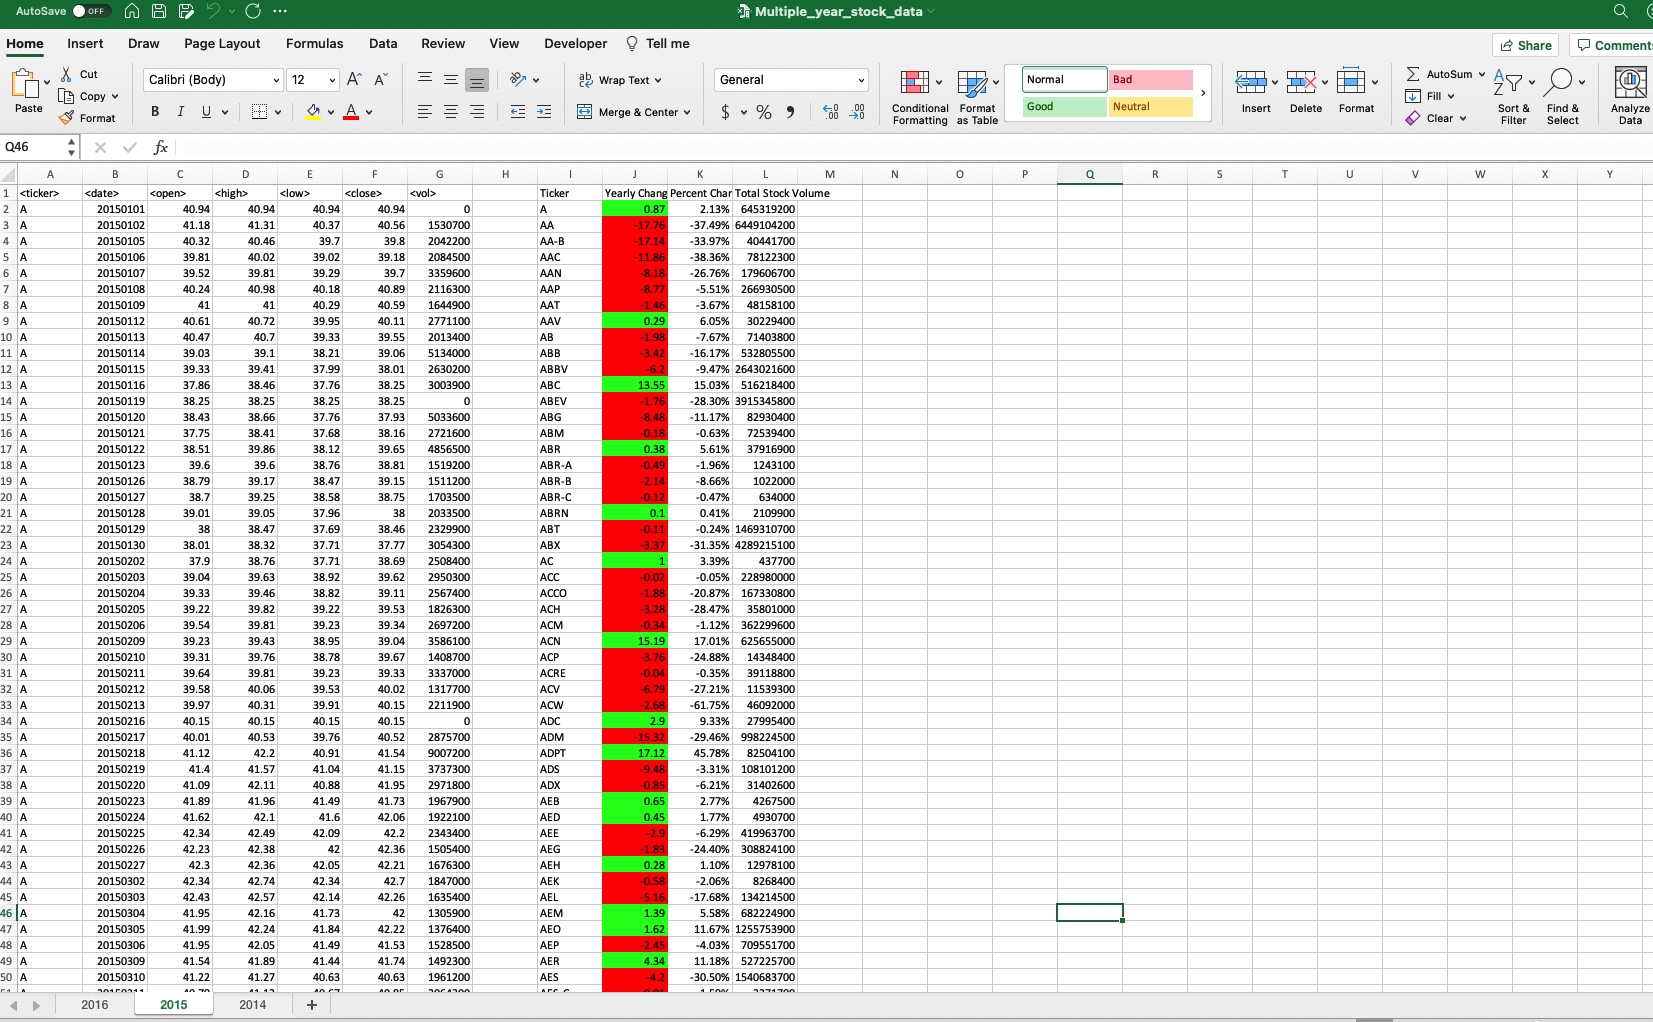 AutoSave OFF
Multiple_year_stock_data
Home Insert Draw Page Layout Formulas Data Review View Developer Tell me Share Comments
Paste Cut Copy Format
Calibri (Body) 12
B I U
Wrap Text
Merge & Center
General
$ %
Conditional Formatting
Format as Table
Normal Bad
Good Neutral
Insert Delete Format
AutoSum
Fill
Clear
Sort & Filter
Find & Select
Analyze Data
Q46 fx
A B C D E F G H I J K L M N O P Q R S T U V W X Y
1 <ticker> <date> <open> <high> <low> <close> <vol> Ticker Yearly Chang Percent Char Total Stock Volume
2 A 20150101 40.94 40.94 40.94 40.94 0 A 0.87 2.13% 645319200
3 A 20150102 41.18 41.31 40.37 40.56 1530700 AA -17.76 -37.49% 6449104200
4 A 20150105 40.32 40.46 39.7 39.8 2042200 AA-B -17.14 -33.97% 40441700
5 A 20150106 39.81 40.02 39.02 39.18 2084500 AAC -11.86 -38.36% 78122300
6 A 20150107 39.52 39.81 39.29 39.7 3359600 AAN -8.18 -26.76% 179606700
7 A 20150108 40.24 40.98 40.18 40.89 2116300 AAP -8.77 -5.51% 266930500
8 A 20150109 41 41 40.29 40.59 1644900 AAT -1.46 -3.67% 48158100
9 A 20150112 40.61 40.72 39.95 40.11 2771100 AAV 0.29 6.05% 30229400
10 A 20150113 40.47 40.7 39.33 39.55 2013400 AB -1.98 -7.67% 71403800
11 A 20150114 39.03 39.1 38.21 39.06 5134000 ABB -3.42 -16.17% 532805500
12 A 20150115 39.33 39.41 37.99 38.01 2630200 ABBV -6.2 -9.47% 2643021600
13 A 20150116 37.86 38.46 37.76 38.25 3003900 ABC 13.55 15.03% 516218400
14 A 20150119 38.25 38.25 38.25 38.25 0 ABEV -1.76 -28.30% 3915345800
15 A 20150120 38.43 38.66 37.76 37.93 5033600 ABG -8.48 -11.17% 82930400
16 A 20150121 37.75 38.41 37.68 38.16 2721600 ABM -0.18 -0.63% 72539400
17 A 20150122 38.51 39.86 38.12 39.65 4856500 ABR 0.38 5.61% 37916900
18 A 20150123 39.6 39.6 38.76 38.81 1519200 ABR-A -0.49 -1.96% 1243100
19 A 20150126 38.79 39.17 38.47 39.15 1511200 ABR-B -2.14 -8.66% 1022000
20 A 20150127 38.7 39.25 38.58 38.75 1703500 ABR-C -0.12 -0.47% 634000
21 A 20150128 39.01 39.05 37.96 38 2033500 ABRN 0.1 0.41% 2109900
22 A 20150129 38 38.47 37.69 38.46 2329900 ABT -0.11 -0.24% 1469310700
23 A 20150130 38.01 38.32 37.71 37.77 3054300 ABX -3.37 -31.35% 4289215100
24 A 20150202 37.9 38.76 37.71 38.69 2508400 AC 1 3.39% 437700
25 A 20150203 39.04 39.63 38.92 39.62 2950300 ACC -0.02 -0.05% 228980000
26 A 20150204 39.33 39.46 38.82 39.11 2567400 ACCO -1.88 -20.87% 167330800
27 A 20150205 39.22 39.82 39.22 39.53 1826300 ACH -3.28 -28.47% 35801000
28 A 20150206 39.54 39.81 39.23 39.34 2697200 ACM -0.34 -1.12% 362299600
29 A 20150209 39.23 39.43 38.95 39.04 3586100 ACN 15.19 17.01% 625655000
30 A 20150210 39.31 39.76 38.78 39.67 1408700 ACP -3.76 -24.88% 14348400
31 A 20150211 39.64 39.81 39.23 39.33 3337000 ACRE -0.04 -0.35% 39118800
32 A 20150212 39.58 40.06 39.53 40.02 1317700 ACV -6.79 -27.21% 11539300
33 A 20150213 39.97 40.31 39.91 40.15 2211900 ACW -2.68 -61.75% 46092000
34 A 20150216 40.15 40.15 40.15 40.15 0 ADC 2.9 9.33% 27995400
35 A 20150217 40.01 40.53 39.76 40.52 2875700 ADM -15.32 -29.46% 998224500
36 A 20150218 41.12 42.2 40.91 41.54 9007200 ADPT 17.12 45.78% 82504100
37 A 20150219 41.4 41.57 41.04 41.15 3737300 ADS -9.48 -3.31% 108101200
38 A 20150220 41.09 42.11 40.88 41.95 2971800 ADX -0.85 -6.21% 31402600
39 A 20150223 41.89 41.96 41.49 41.73 1967900 AEB 0.65 2.77% 4267500
40 A 20150224 41.62 42.1 41.6 42.06 1922100 AED 0.45 1.77% 4930700
41 A 20150225 42.34 42.49 42.09 42.2 2343400 AEE -2.9 -6.29% 419963700
42 A 20150226 42.23 42.38 42 42.36 1505400 AEG -1.83 -24.40% 308824100
43 A 20150227 42.3 42.36 42.05 42.21 1676300 AEH 0.28 1.10% 12978100
44 A 20150302 42.34 42.74 42.34 42.7 1847000 AEK -0.58 -2.06% 8268400
45 A 20150303 42.43 42.57 42.14 42.26 1635400 AEL -5.16 -17.68% 134214500
46 A 20150304 41.95 42.16 41.73 42 1305900 AEM 1.39 5.58% 682224900
47 A 20150305 41.99 42.24 41.84 42.22 1376400 AEO 1.62 11.67% 1255753900
48 A 20150306 41.95 42.05 41.49 41.53 1528500 AEP -2.45 -4.03% 709551700
49 A 20150309 41.54 41.89 41.44 41.74 1492300 AER 4.34 11.18% 527225700
50 A 20150310 41.22 41.27 40.63 40.63 1961200 AES -4.2 -30.50% 1540683700
2016 2015 2014 +